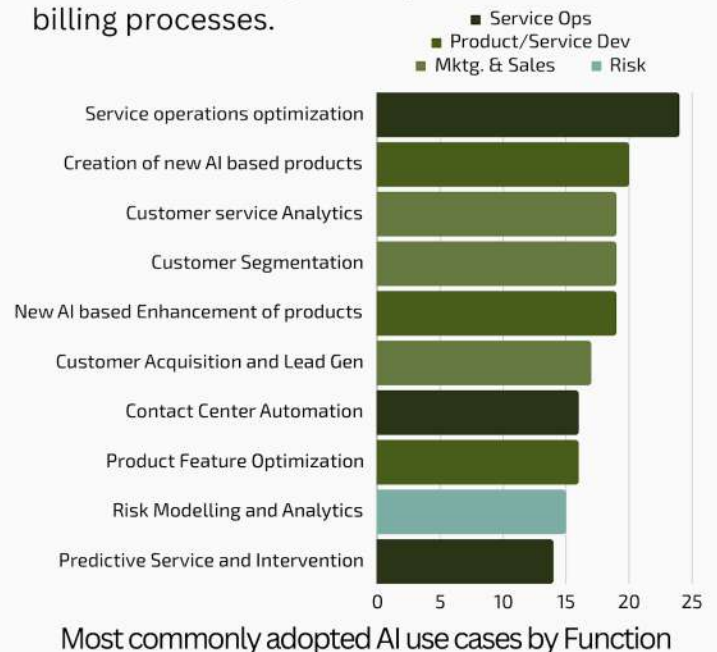 billing processes.
Service Ops
Product/Service Dev
Mktg. & Sales Risk
Service operations optimization
Creation of new AI based products
Customer service Analytics
Customer Segmentation
New AI based Enhancement of products
Customer Acquisition and Lead Gen
Contact Center Automation
Product Feature Optimization
Risk Modelling and Analytics
Predictive Service and Intervention
0 5 10 15 20 25
Most commonly adopted AI use cases by Function